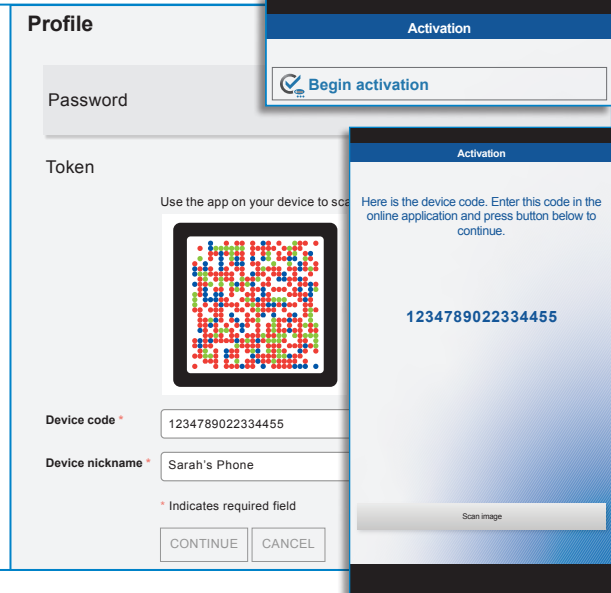 Profile
Password
Token
Use the app on your device to sca
Device code *
1234789022334455
Device nickname *
Sarah's Phone
* Indicates required field
CONTINUE
CANCEL
Activation
Begin activation
Activation
Here is the device code. Enter this code in the
online application and press button below to
continue.
1234789022334455
Scan image